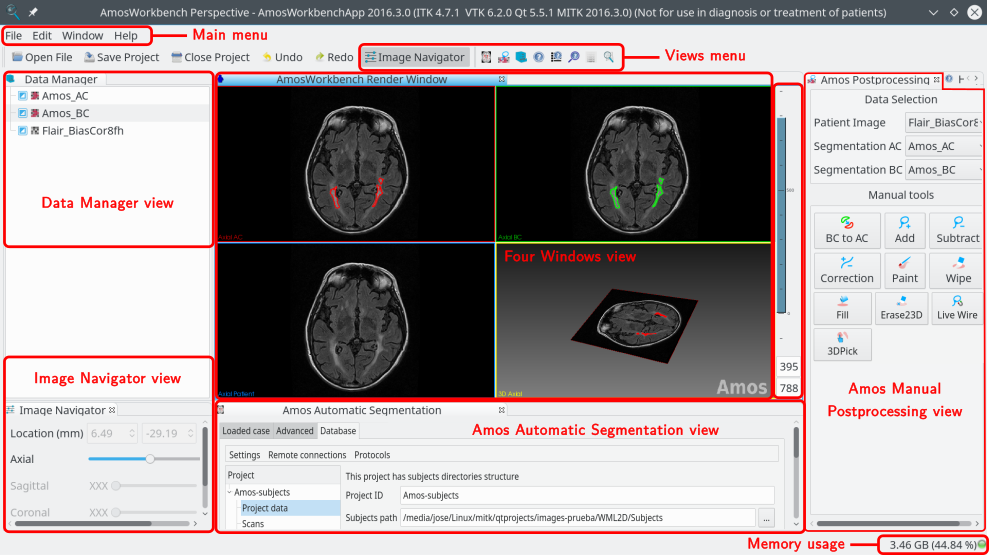 AmosWorkbench Perspective - AmosWorkbenchApp 2016.3.0 (ITK 4.7.1 VTK 6.2.0 Qt 5.5.1 MITK 2016.3.0) (Not for use in diagnosis or treatment of patients)
File Edit Window Help
Main menu
Open File Save Project Close Project Undo Redo Image Navigator
Views menu
Data Manager
Amos_AC
Amos_BC
Flair_BiasCor8fh
Data Manager view
AmosWorkbench Render Window
Axial AC
Axial BC
Axial Patient
Four Windows view
3D Axial
Amos
500
0
395
788
Amos Postprocessing
Data Selection
Patient Image Flair_BiasCor8
Segmentation AC Amos_AC
Segmentation BC Amos_BC
Manual tools
BC to AC Add Subtract
Correction Paint Wipe
Fill Erase23D Live Wire
3DPick
Amos Manual
Postprocessing view
Image Navigator view
Image Navigator
Location (mm) 6.49 -29.19
Axial
Sagittal XXX
Coronal XXX
Amos Automatic Segmentation
Loaded case Advanced Database
Amos Automatic Segmentation view
Settings Remote connections Protocols
Project
Amos-subjects
Project data
Scans
This project has subjects directories structure
Project ID Amos-subjects
Subjects path /media/jose/Linux/mitk/qtprojects/images-prueba/WML2D/Subjects ...
Memory usage
3.46 GB (44.84 %)